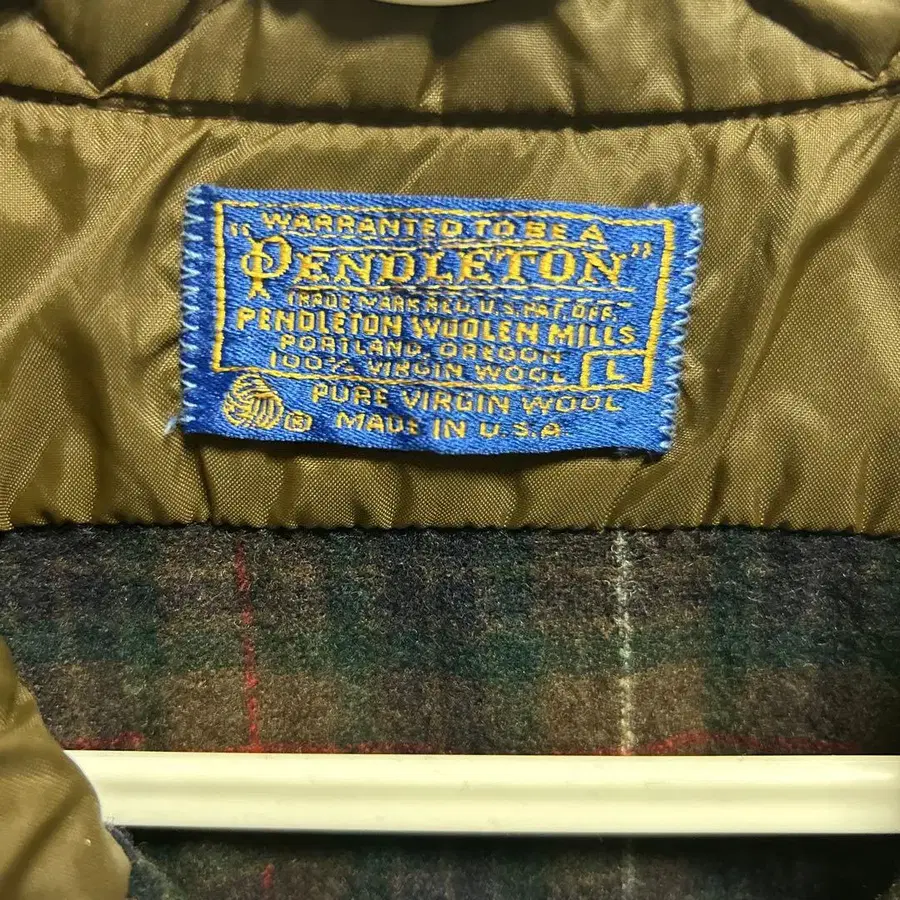 WARRANTED TO BE A
"PENDLETON"
TRADE MARK REG. U.S. PAT. OFF.
PENDLETON WOOLEN MILLS
PORTLAND, OREGON
100% VIRGIN WOOL L
PURE VIRGIN WOOL
® MADE IN U.S.A.